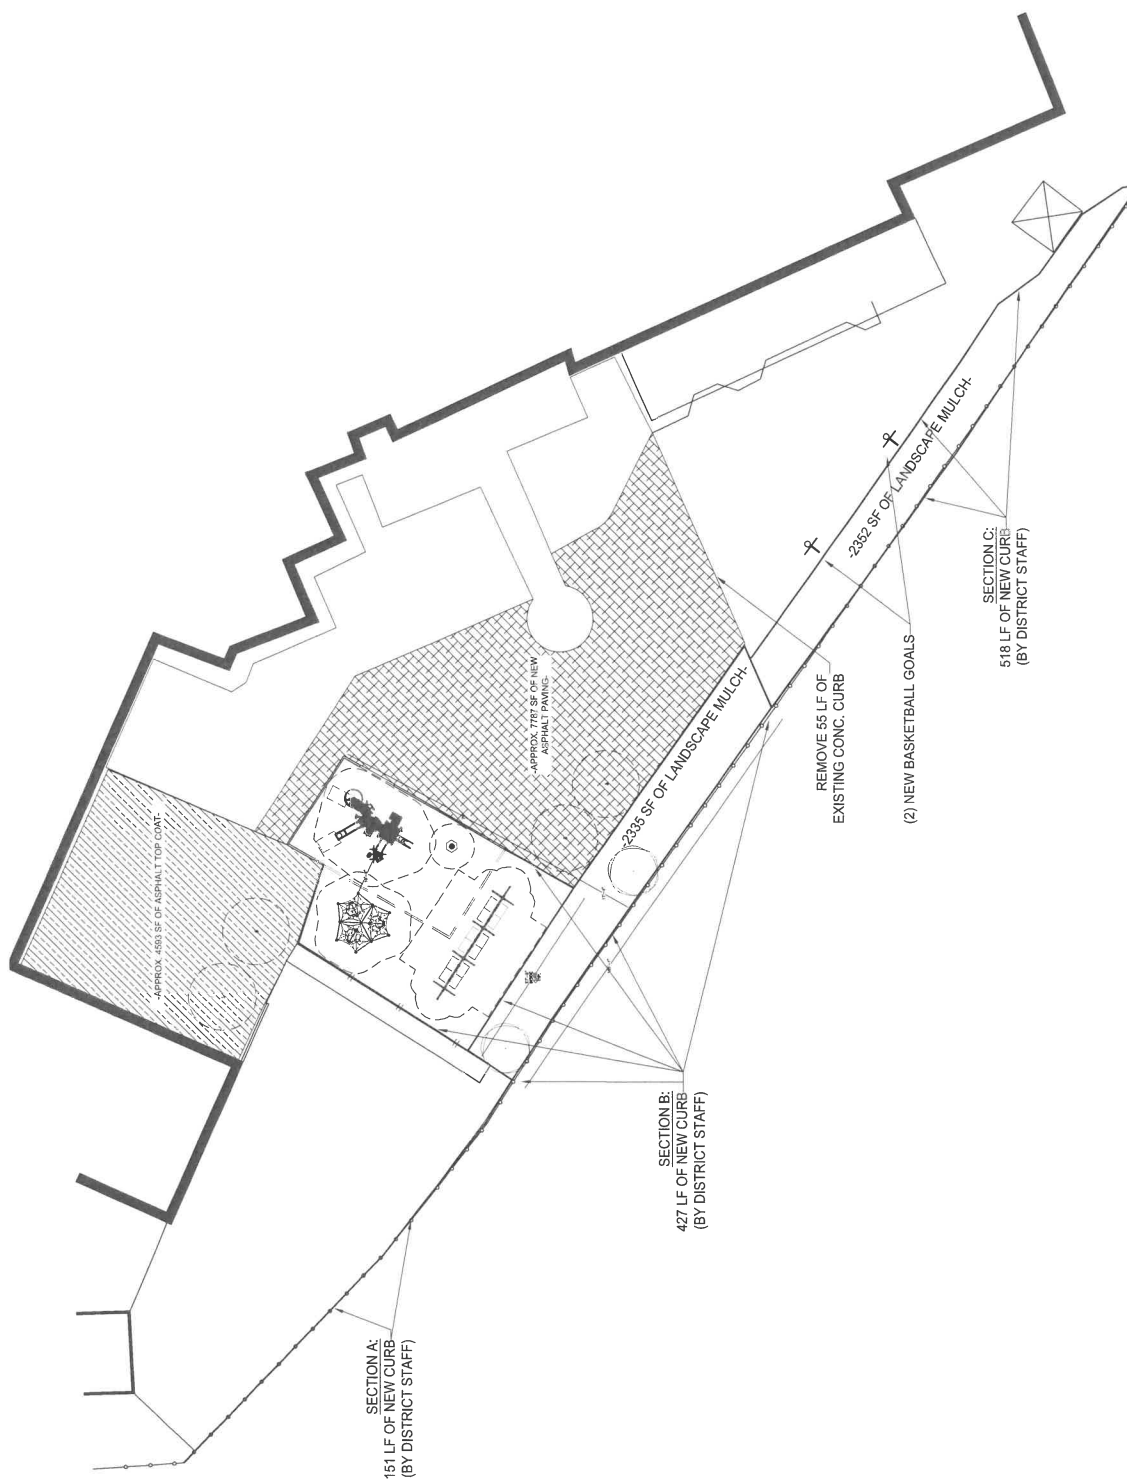 -APPROX. 4593 SF OF ASPHALT TOP COAT-
-APPROX. 7787 SF OF NEW
ASPHALT PAVING-
-2335 SF OF LANDSCAPE MULCH-
-2352 SF OF LANDSCAPE MULCH-
SECTION A:
151 LF OF NEW CURB
(BY DISTRICT STAFF)
SECTION B:
427 LF OF NEW CURB
(BY DISTRICT STAFF)
REMOVE 55 LF OF
EXISTING CONC. CURB
(2) NEW BASKETBALL GOALS
SECTION C:
518 LF OF NEW CURB
(BY DISTRICT STAFF)